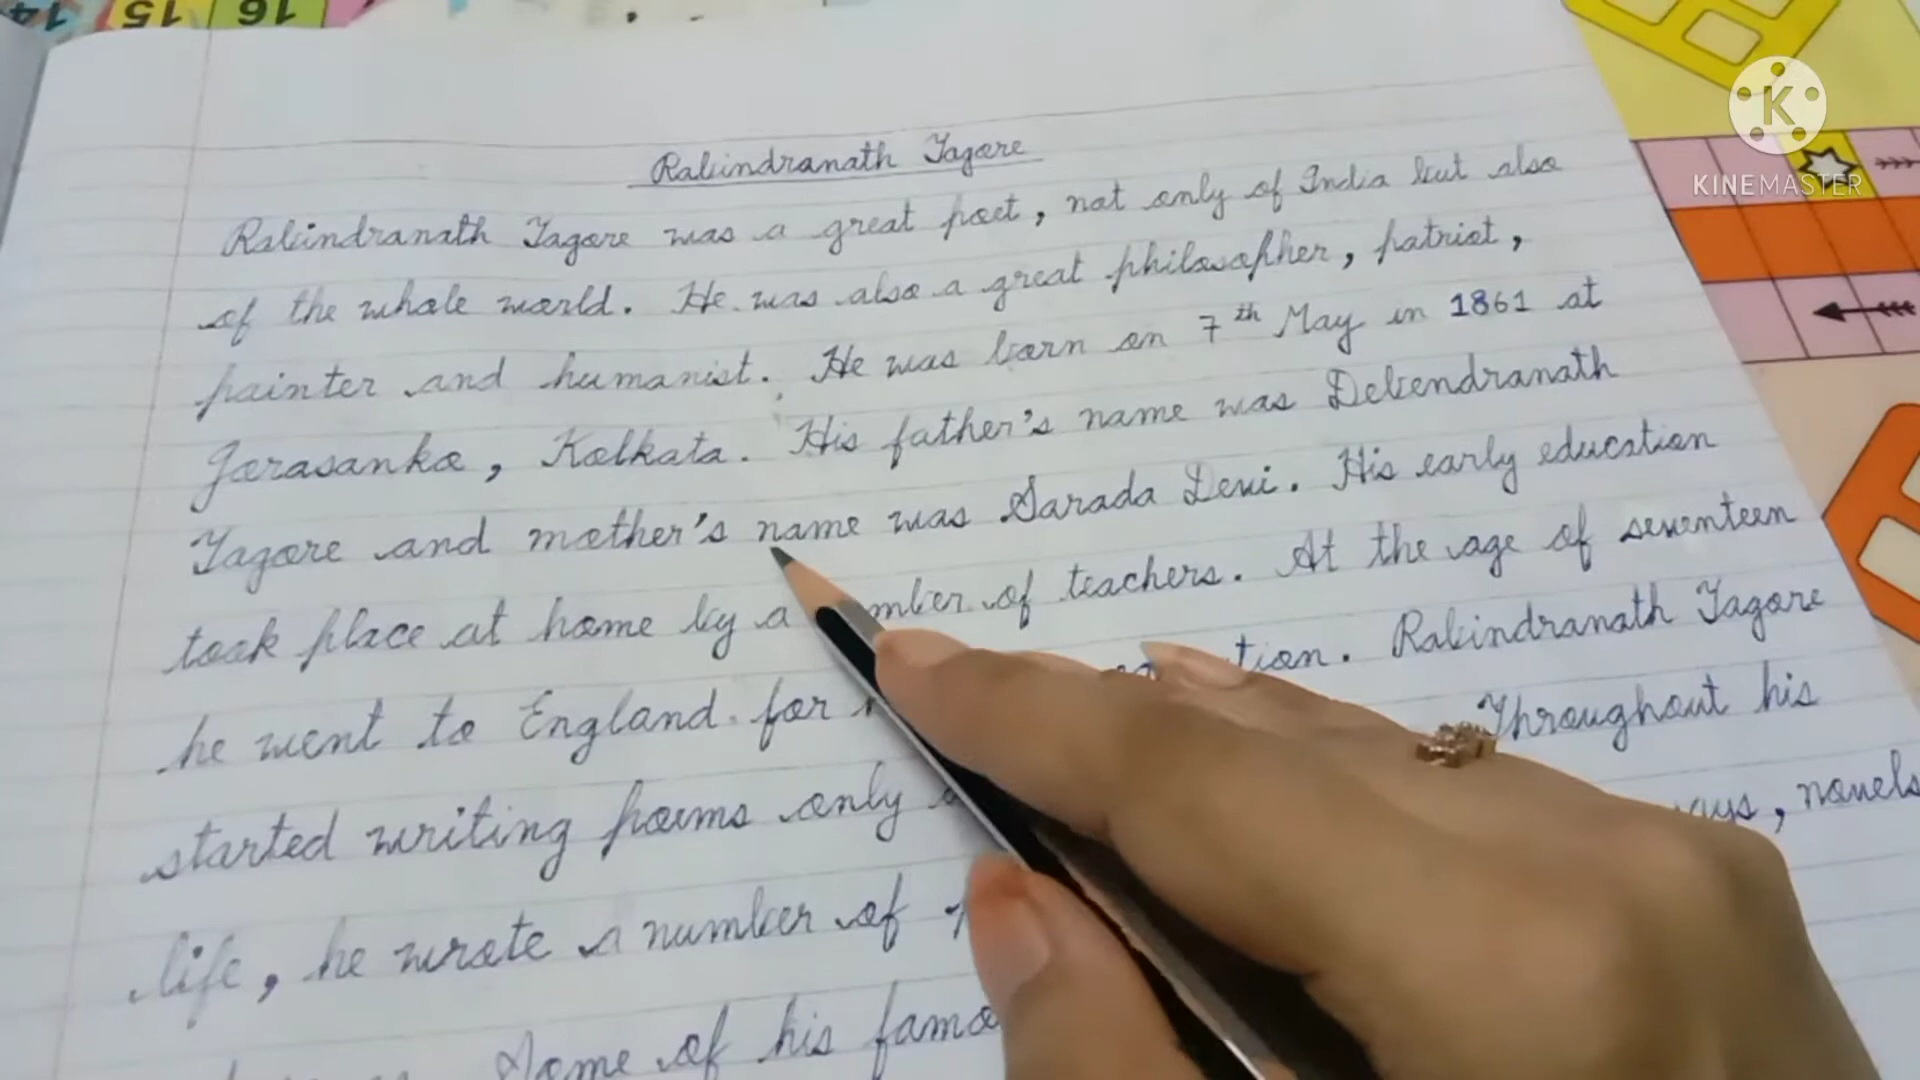 14 15 16
KINEMASTER
Rabindranath Tagore
Rabindranath Tagore was a great poet, not only of India but also
of the whole world. He was also a great philosopher, patriot,
painter and humanist. He was born on 7th May in 1861 at
Jorasanko, Kolkata. His father's name was Debendranath
Tagore and mother's name was Sarada Devi. His early education
took place at home by a of teachers. At the age of seventeen
he went to England for . Rabindranath Tagore
started writing poems only Throughout his
life, he wrote a number of , novels
Some of his